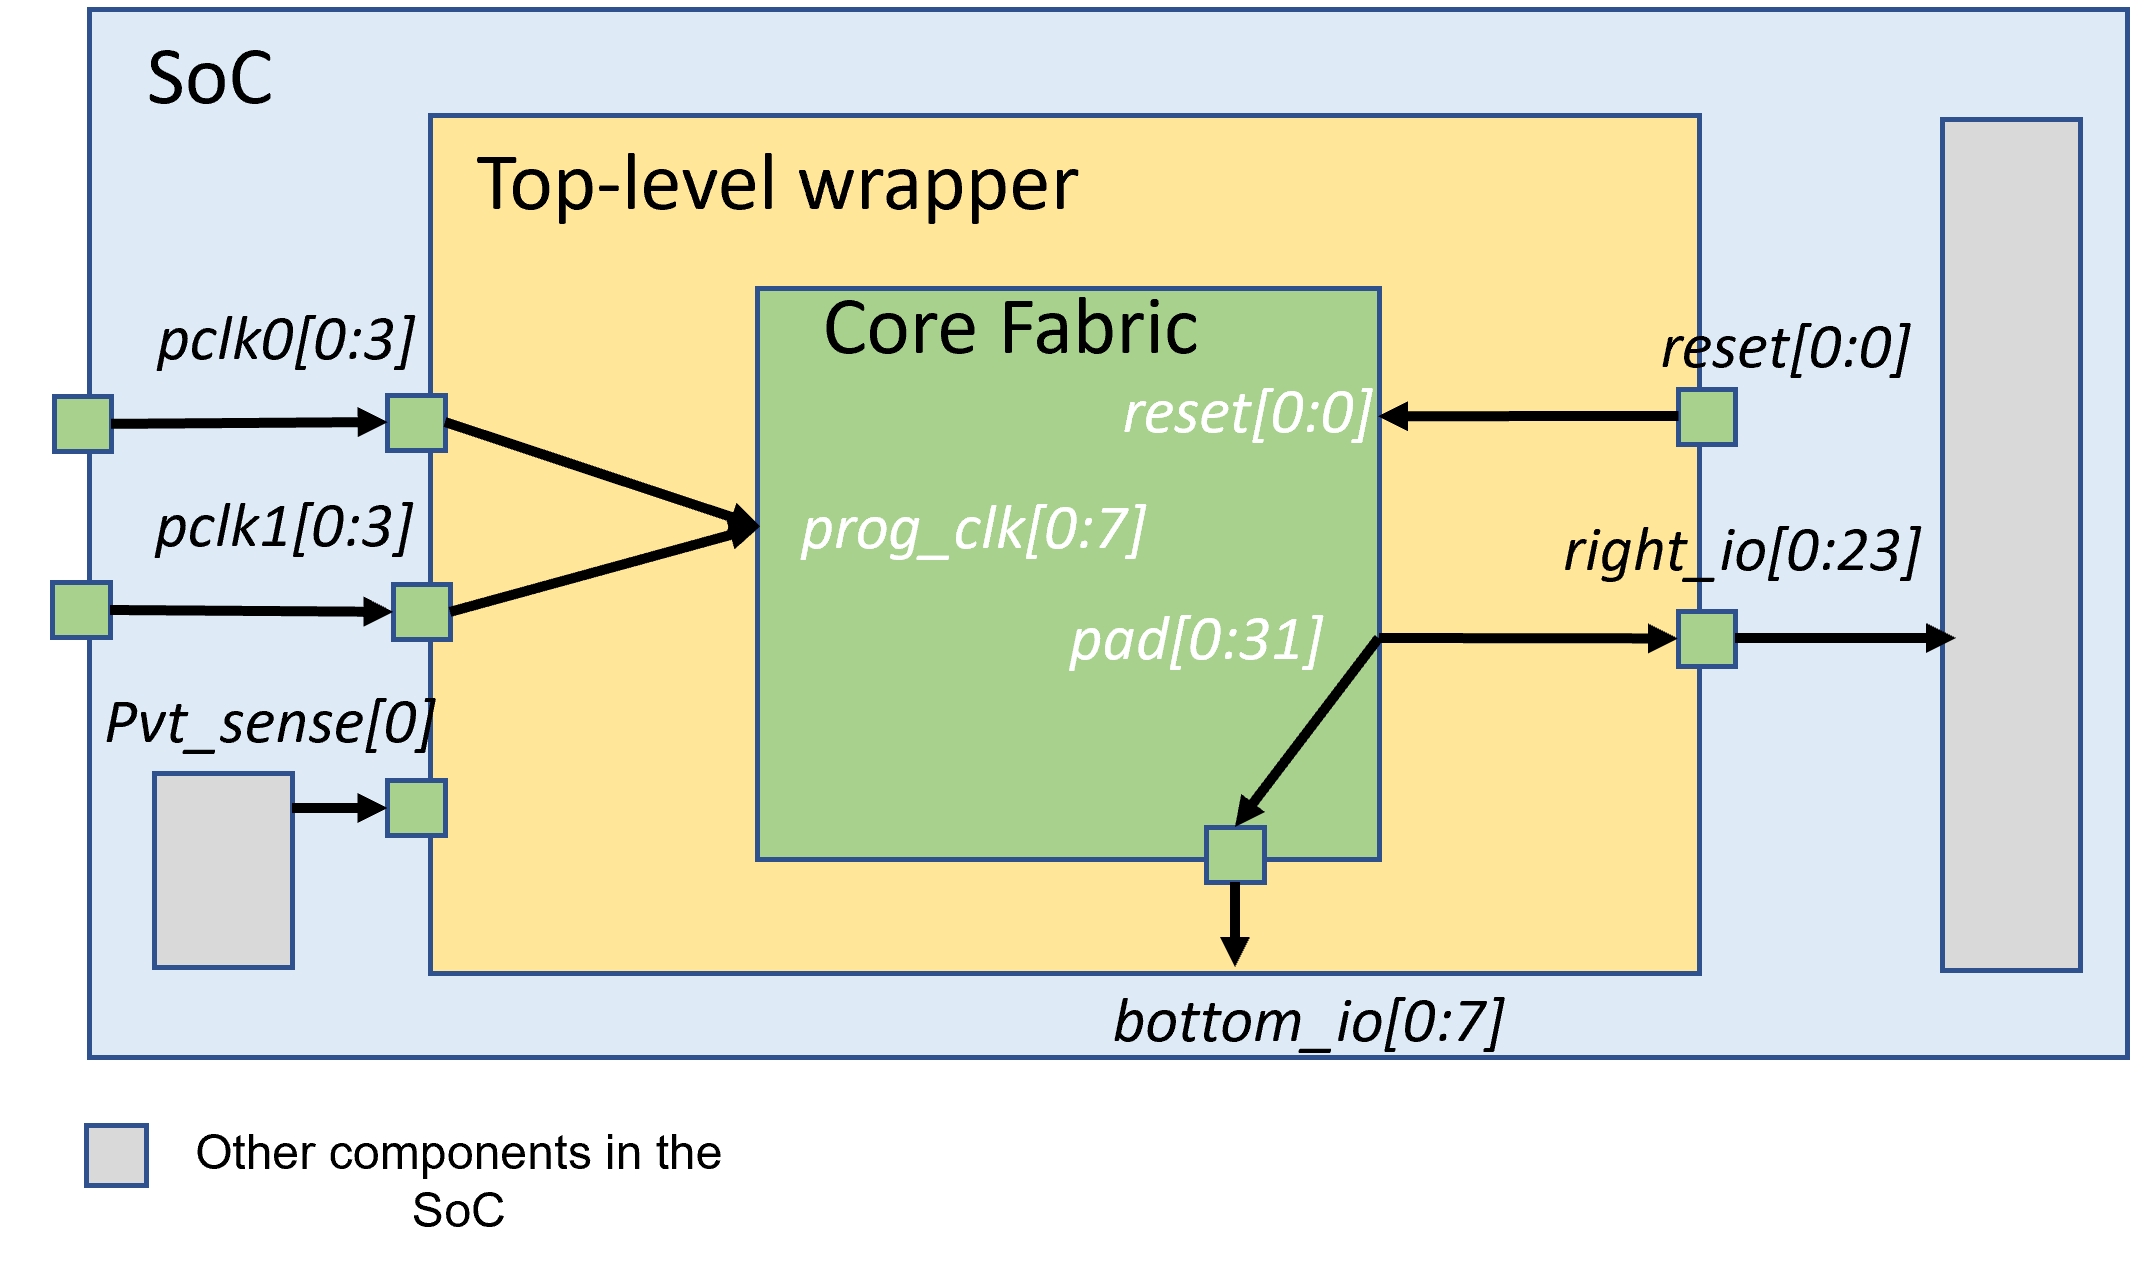 SoC
Top-level wrapper
Core Fabric
pclk0[0:3]
reset[0:0]
reset[0:0]
pclk1[0:3]
prog_clk[0:7]
right_io[0:23]
pad[0:31]
Pvt_sense[0]
bottom_io[0:7]
Other components in the
SoC